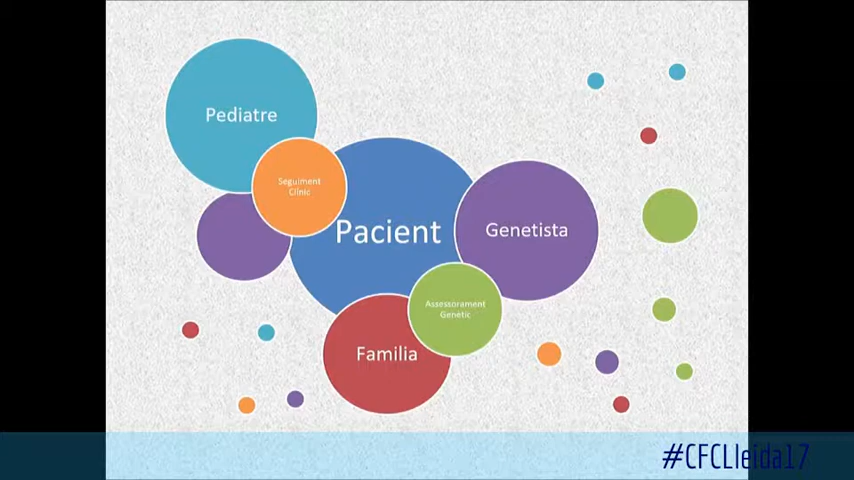 Pediatre
Seguiment
Clínic
Pacient
Genetista
Assessorament
Genetic
Familia
#CFCLleida17